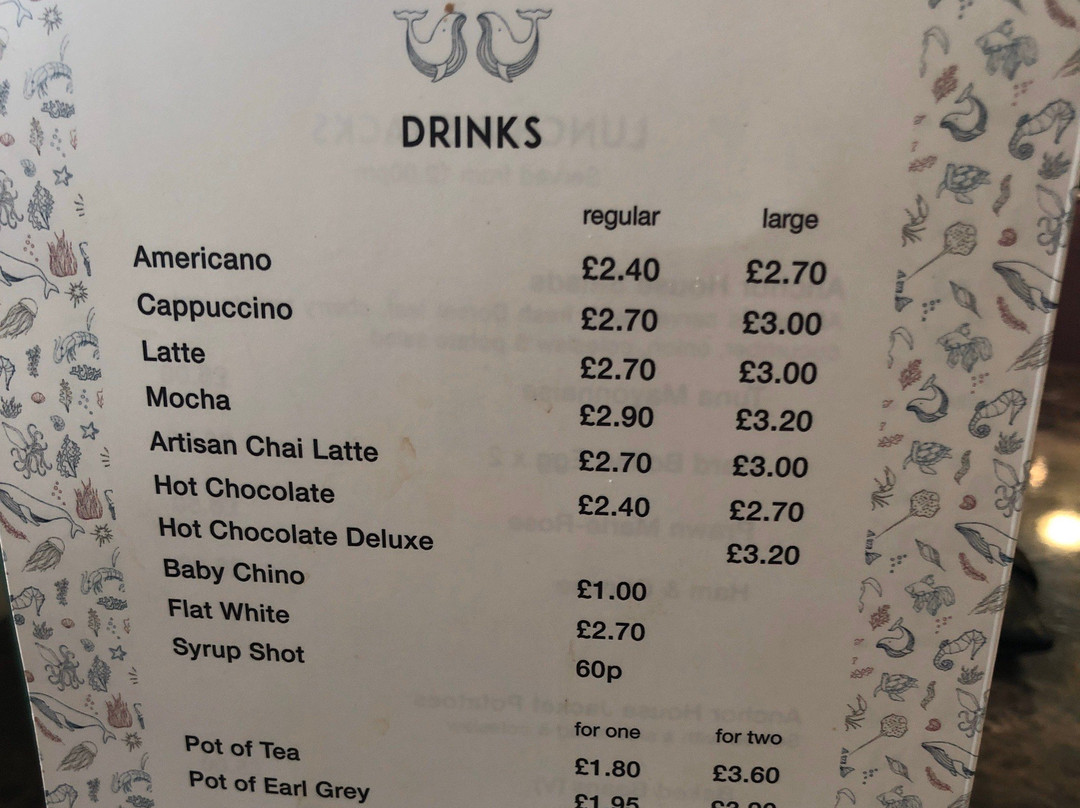 DRINKS
regular large
Americano £2.40 £2.70
Cappuccino £2.70 £3.00
Latte £2.70 £3.00
Mocha £2.90 £3.20
Artisan Chai Latte £2.70 £3.00
Hot Chocolate £2.40 £2.70
Hot Chocolate Deluxe £3.20
Baby Chino £1.00
Flat White £2.70
Syrup Shot 60p
for one for two
Pot of Tea £1.80 £3.60
Pot of Earl Grey £1.95